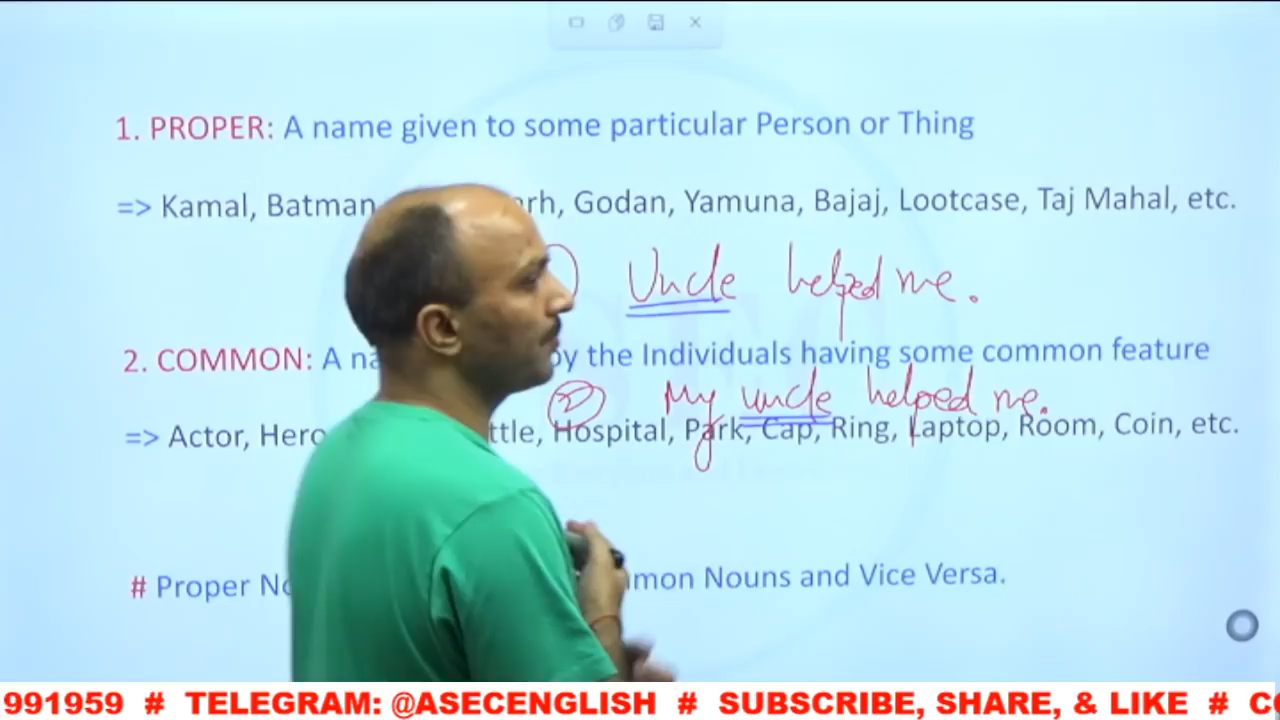 1. PROPER: A name given to some particular Person or Thing
=> Kamal, Batman rh, Godan, Yamuna, Bajaj, Lootcase, Taj Mahal, etc.
Uncle helped me.
2. COMMON: A na by the Individuals having some common feature
② My uncle helped me.
=> Actor, Hero ttle, Hospital, Park, Cap, Ring, Laptop, Room, Coin, etc.
# Proper No mmon Nouns and Vice Versa.
991959 # TELEGRAM: @ASECENGLISH # SUBSCRIBE, SHARE, & LIKE # CO